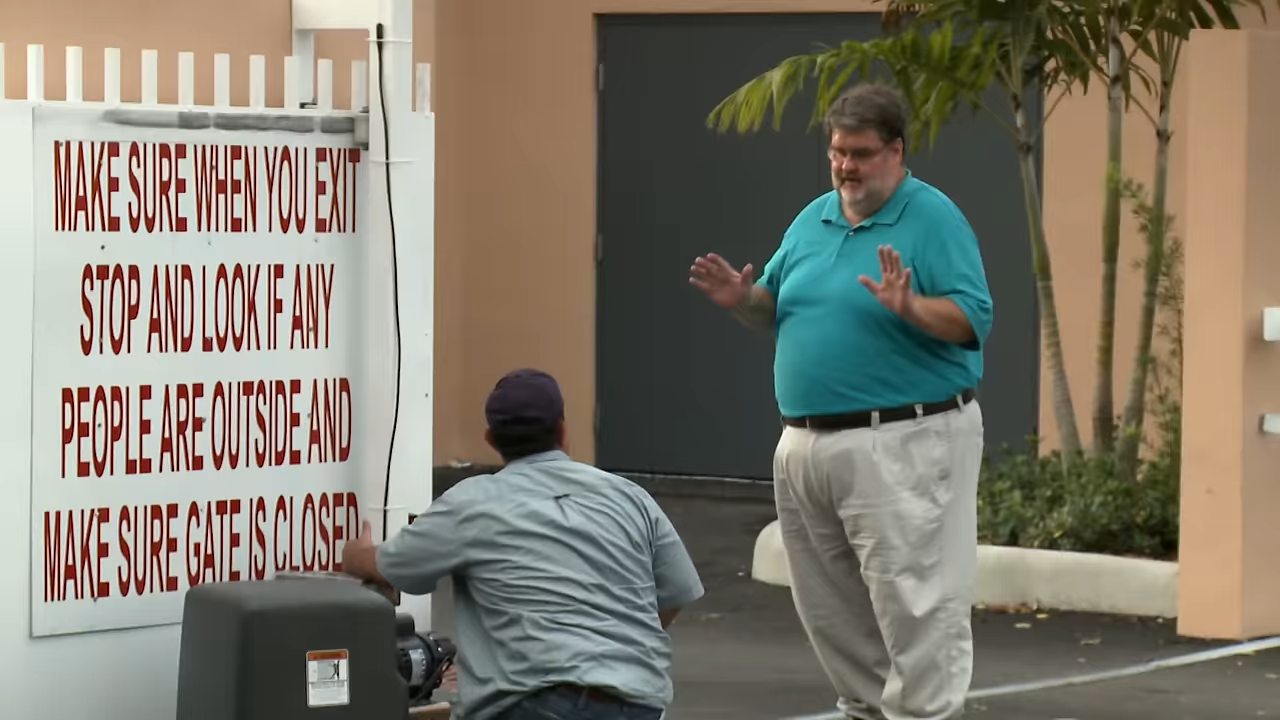 MAKE SURE WHEN YOU EXIT
STOP AND LOOK IF ANY
PEOPLE ARE OUTSIDE AND
MAKE SURE GATE IS CLOSED